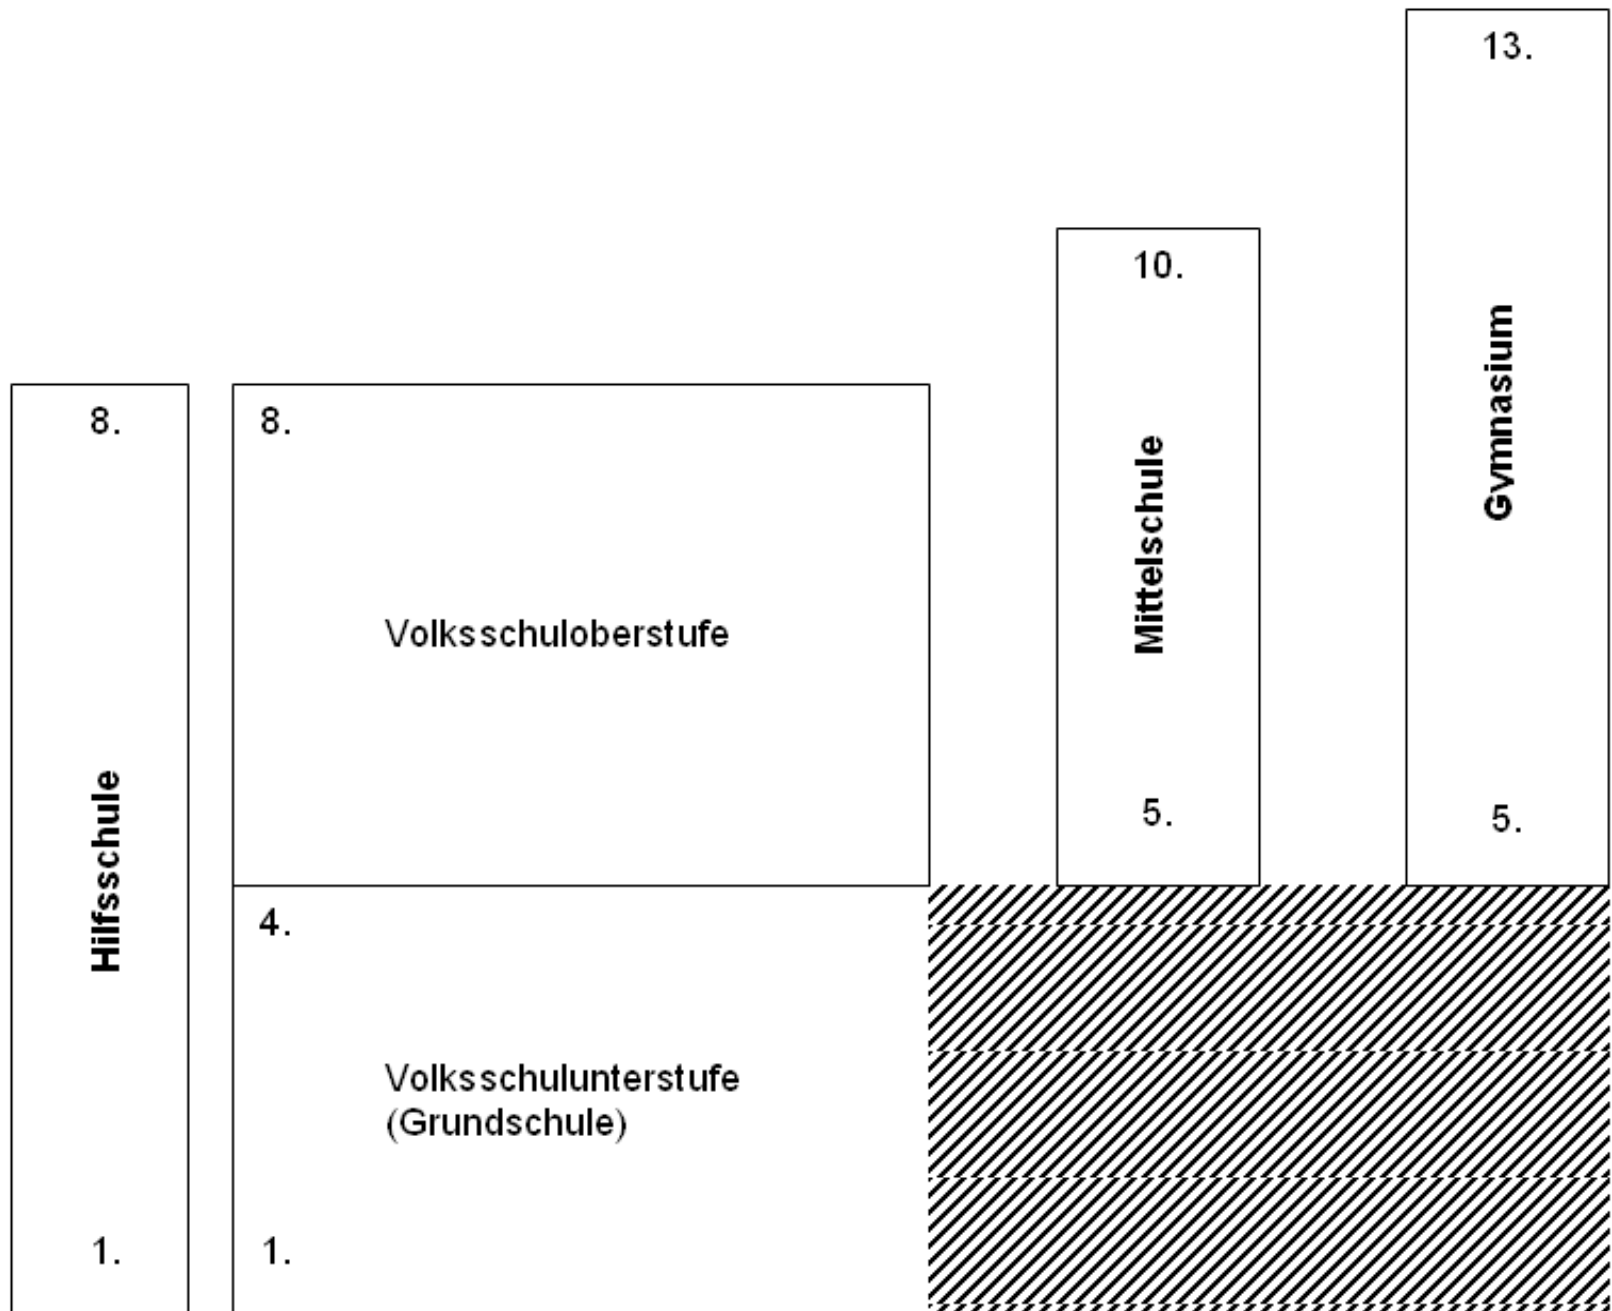 13.
10.
Gymnasium
8.
8.
Mittelschule
Volksschuloberstufe
5.
5.
Hilfsschule
4.
Volksschulunterstufe
(Grundschule)
1.
1.